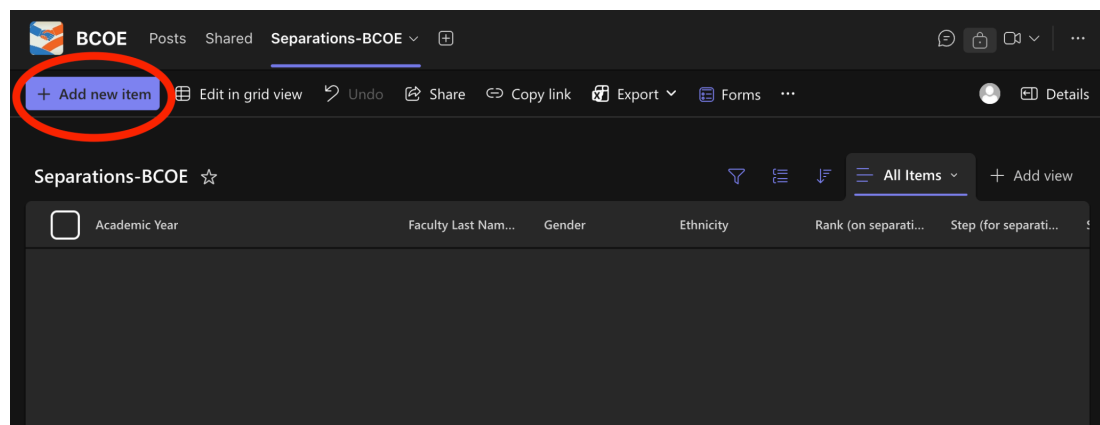 BCOE Posts Shared Separations-BCOE
+ Add new item Edit in grid view Undo Share Copy link Export Forms ... Details
Separations-BCOE All Items + Add view
Academic Year Faculty Last Nam... Gender Ethnicity Rank (on separati... Step (for separati...